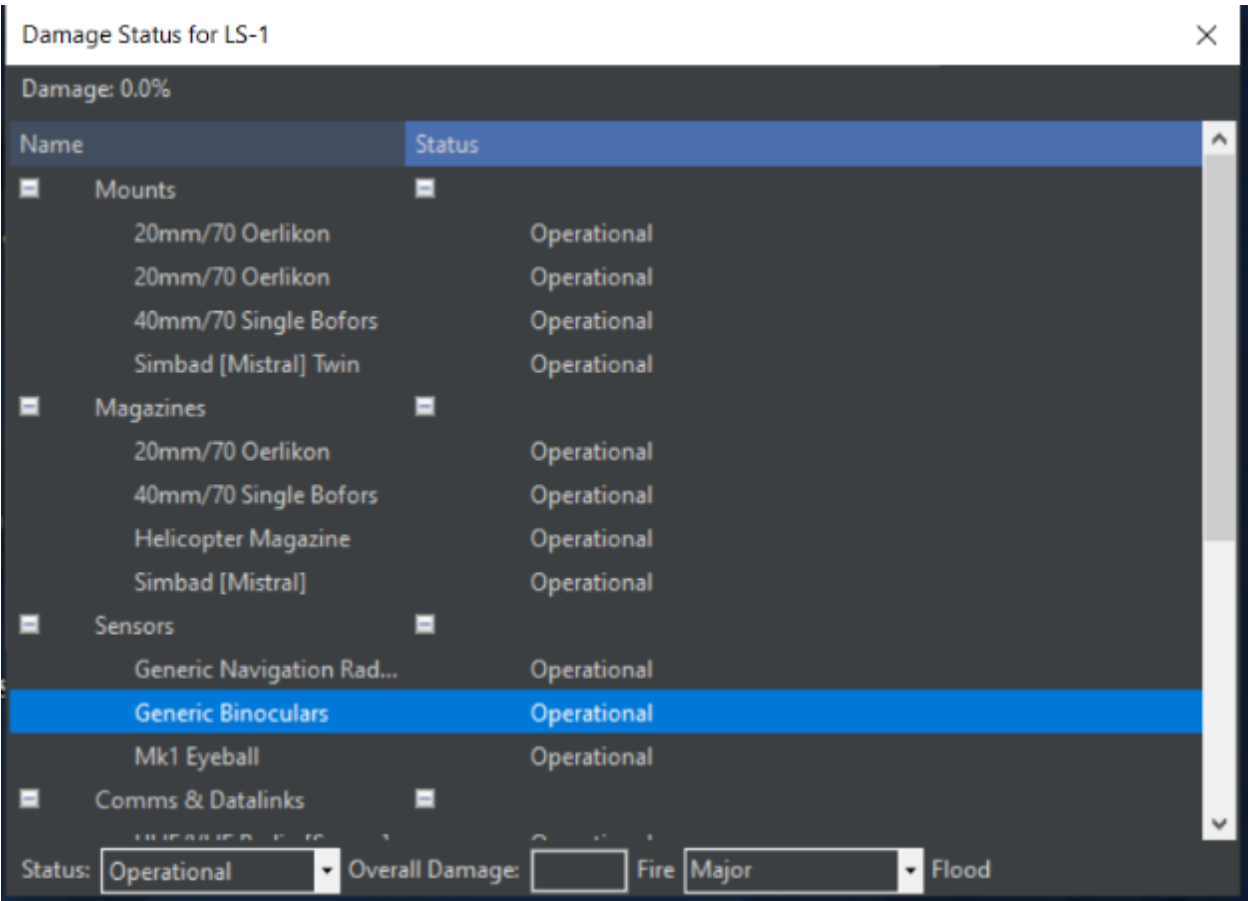 Damage Status for LS-1
Damage: 0.0%
Name Status
Mounts
20mm/70 Oerlikon Operational
20mm/70 Oerlikon Operational
40mm/70 Single Bofors Operational
Simbad [Mistral] Twin Operational
Magazines
20mm/70 Oerlikon Operational
40mm/70 Single Bofors Operational
Helicopter Magazine Operational
Simbad [Mistral] Operational
Sensors
Generic Navigation Rad... Operational
Generic Binoculars Operational
Mk1 Eyeball Operational
Comms & Datalinks
Status: Operational Overall Damage: Fire Major Flood